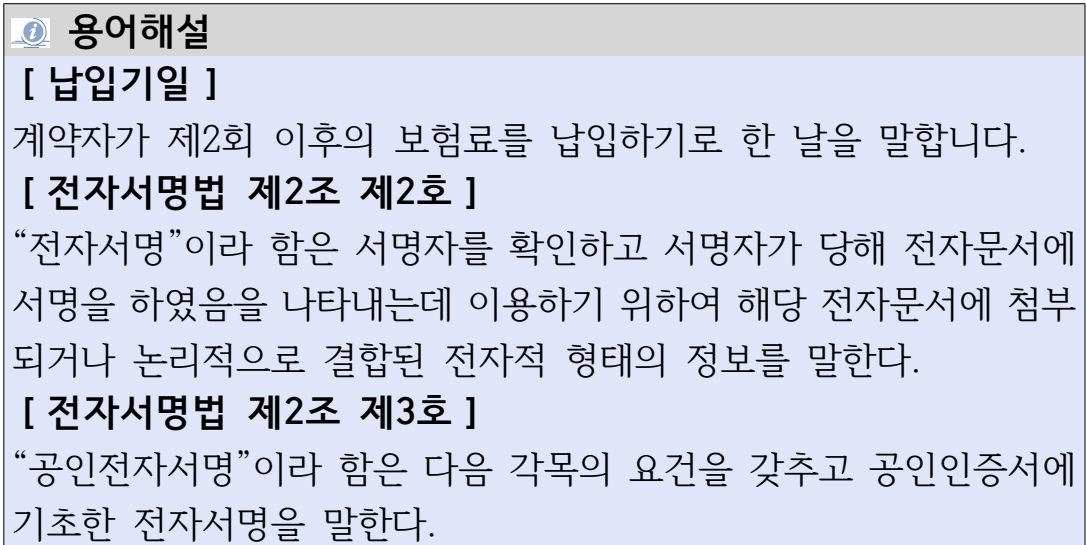 용어해설
[ 납입기일 ]
계약자가 제2회 이후의 보험료를 납입하기로 한 날을 말합니다.
[ 전자서명법 제2조 제2호 ]
“전자서명”이라 함은 서명자를 확인하고 서명자가 당해 전자문서에
서명을 하였음을 나타내는데 이용하기 위하여 해당 전자문서에 첨부
되거나 논리적으로 결합된 전자적 형태의 정보를 말한다.
[ 전자서명법 제2조 제3호 ]
“공인전자서명”이라 함은 다음 각목의 요건을 갖추고 공인인증서에
기초한 전자서명을 말한다.